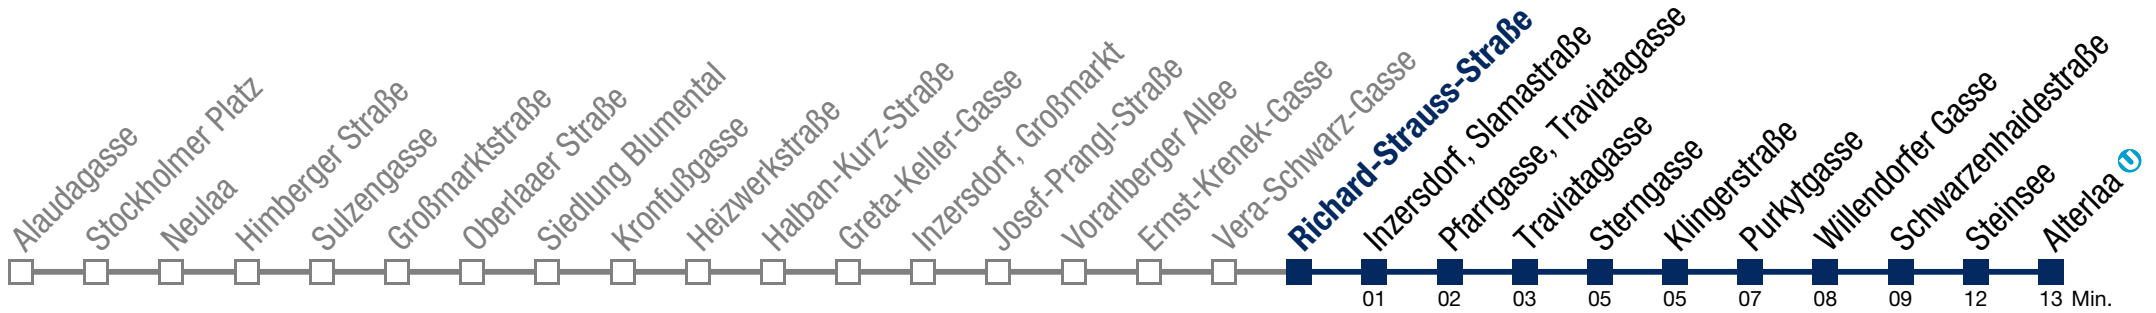 Alaudagasse
Stockholmer Platz
Neulaa
Himberger Straße
Sulzengasse
Großmarktstraße
Oberlaaer Straße
Siedlung Blumental
Kronfußgasse
Heizwerkstraße
Halban-Kurz-Straße
Greta-Keller-Gasse
Inzersdorf, Großmarkt
Josef-Prangl-Straße
Vorarlberger Allee
Ernst-Krenek-Gasse
Vera-Schwarz-Gasse
Richard-Strauss-Straße
Inzersdorf, Slamastraße
Pfarrgasse, Traviatagasse
Traviatagasse
Sterngasse
Klingerstraße
Purkytgasse
Willendorfer Gasse
Schwarzenhaidestraße
Steinsee
Alterlaa U
01 02 03 05 05 07 08 09 12 13 Min.